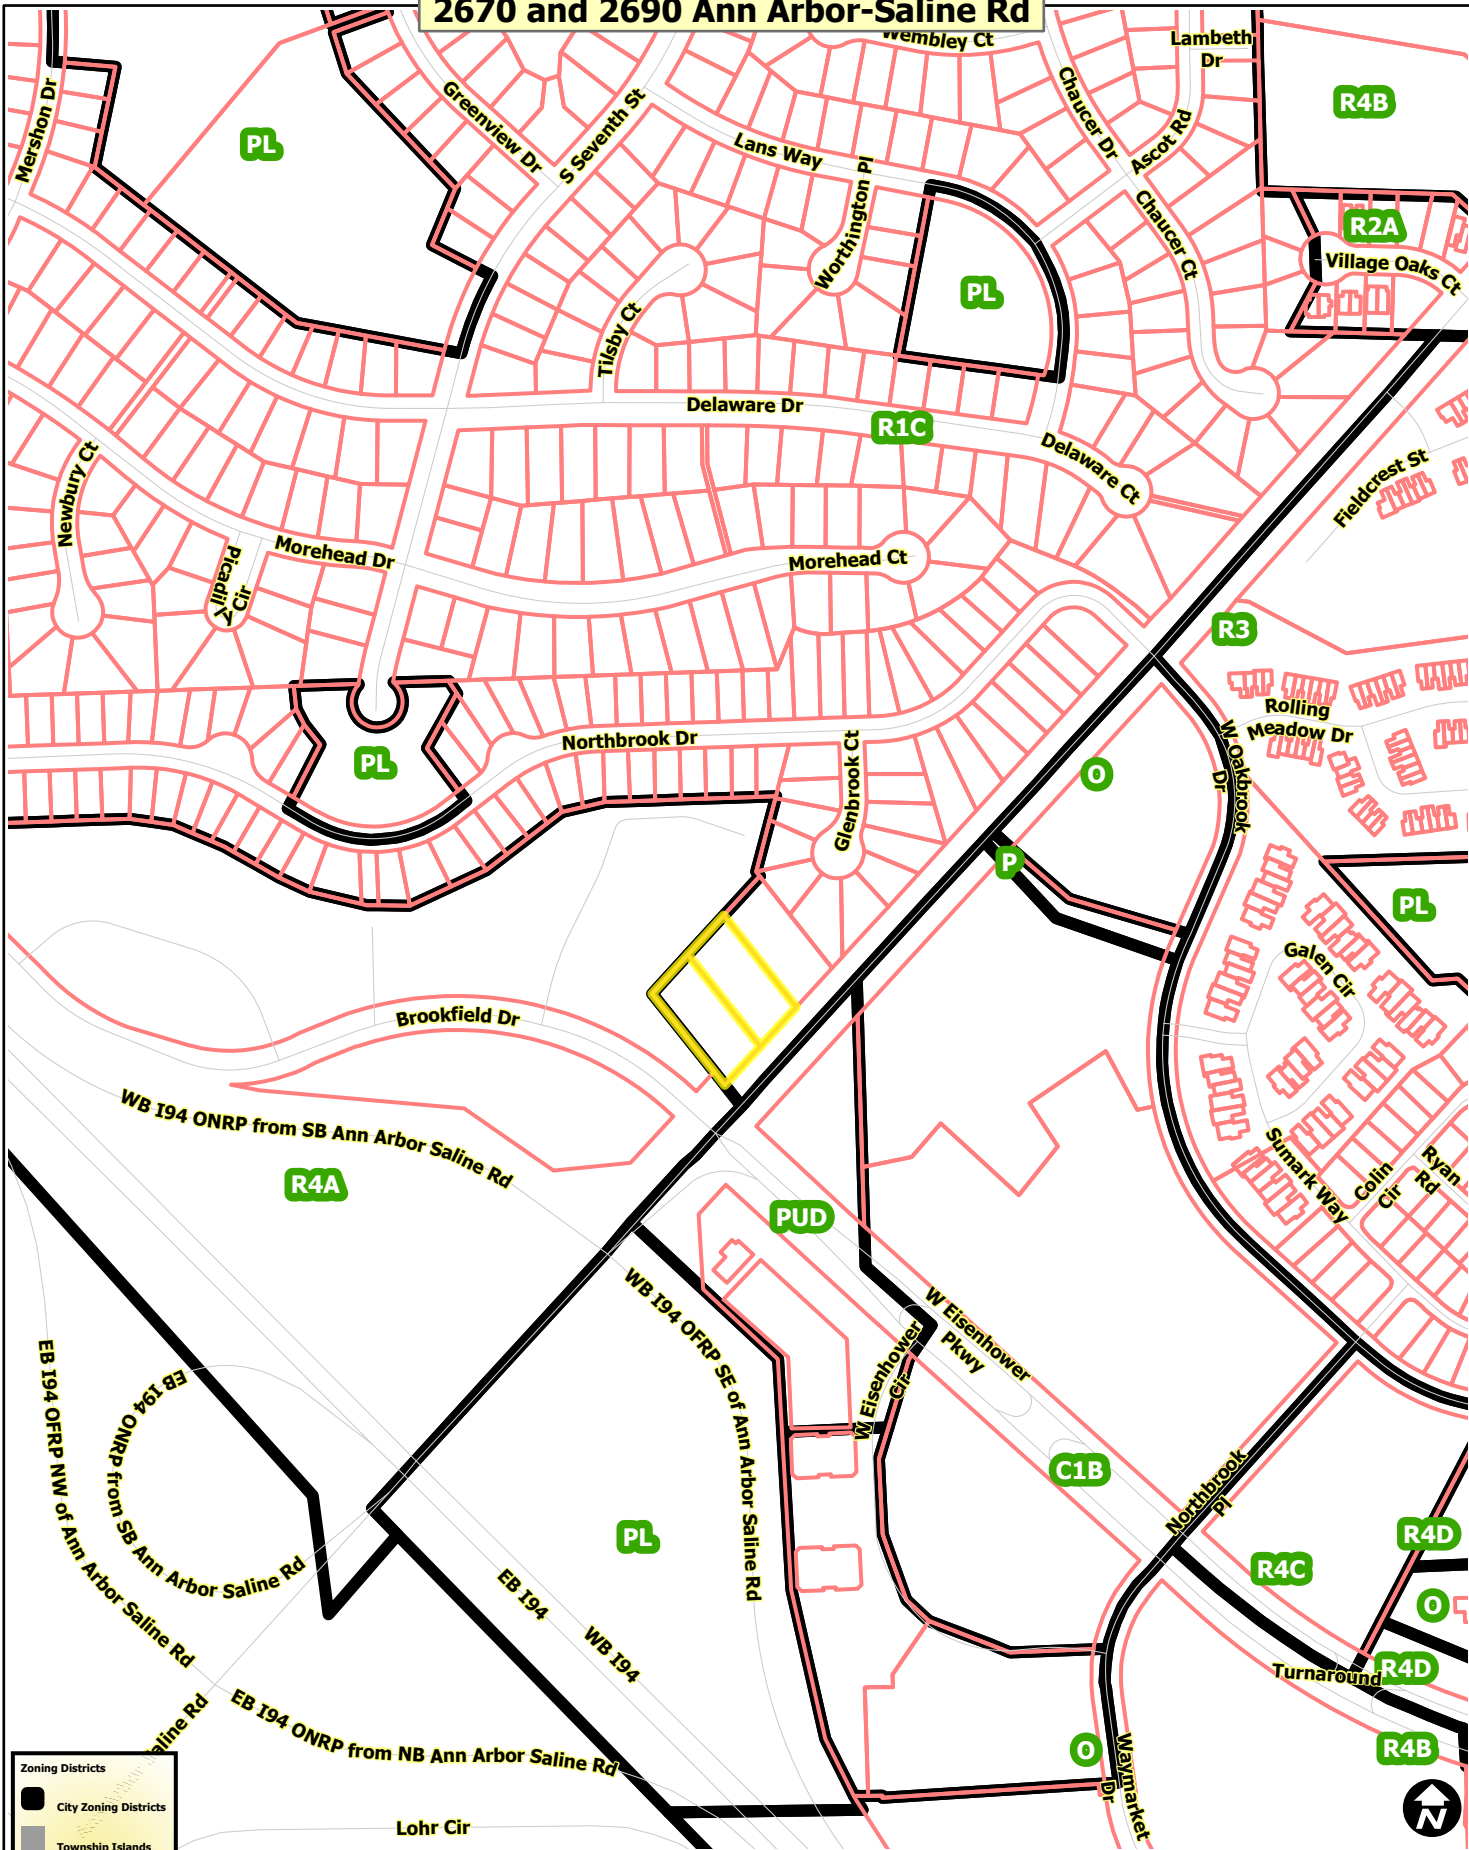 2670 and 2690 Ann Arbor-Saline Rd
Wembley Ct
Lambeth
Dr
R4B
Mershon Dr
PL
Greenview Dr
S Seventh St
Lans Way
Chaucer Dr
Ascot Rd
Worthington Pl
Chaucer Ct
R2A
Village Oaks Ct
PL
Tilsby Ct
Delaware Dr
R1C
Delaware Ct
Fieldcrest St
Newbury Ct
Morehead Dr
Morehead Ct
Picadilly
Cir
R3
Rolling
Meadow Dr
Northbrook Dr
PL
Glenbrook Ct
O
W Oakbrook
Dr
P
PL
Galen Cir
Brookfield Dr
WB I94 ONRP from SB Ann Arbor Saline Rd
R4A
PUD
Sumark Way
Colin
Cir
Ryan
Rd
WB I94 OFRP SE of Ann Arbor Saline Rd
W Eisenhower
Pkwy
W Eisenhower
Cir
EB I94 OFRP NW of Ann Arbor Saline Rd
EB I94 ONRP from SB Ann Arbor Saline Rd
C1B
Northbrook
Pl
PL
R4D
R4C
O
EB I94
WB I94
R4D
Turnaround
EB I94 ONRP from NB Ann Arbor Saline Rd
aline Rd
O
Waymarket
Dr
R4B
Zoning Districts
City Zoning Districts
Township Islands
Lohr Cir
N